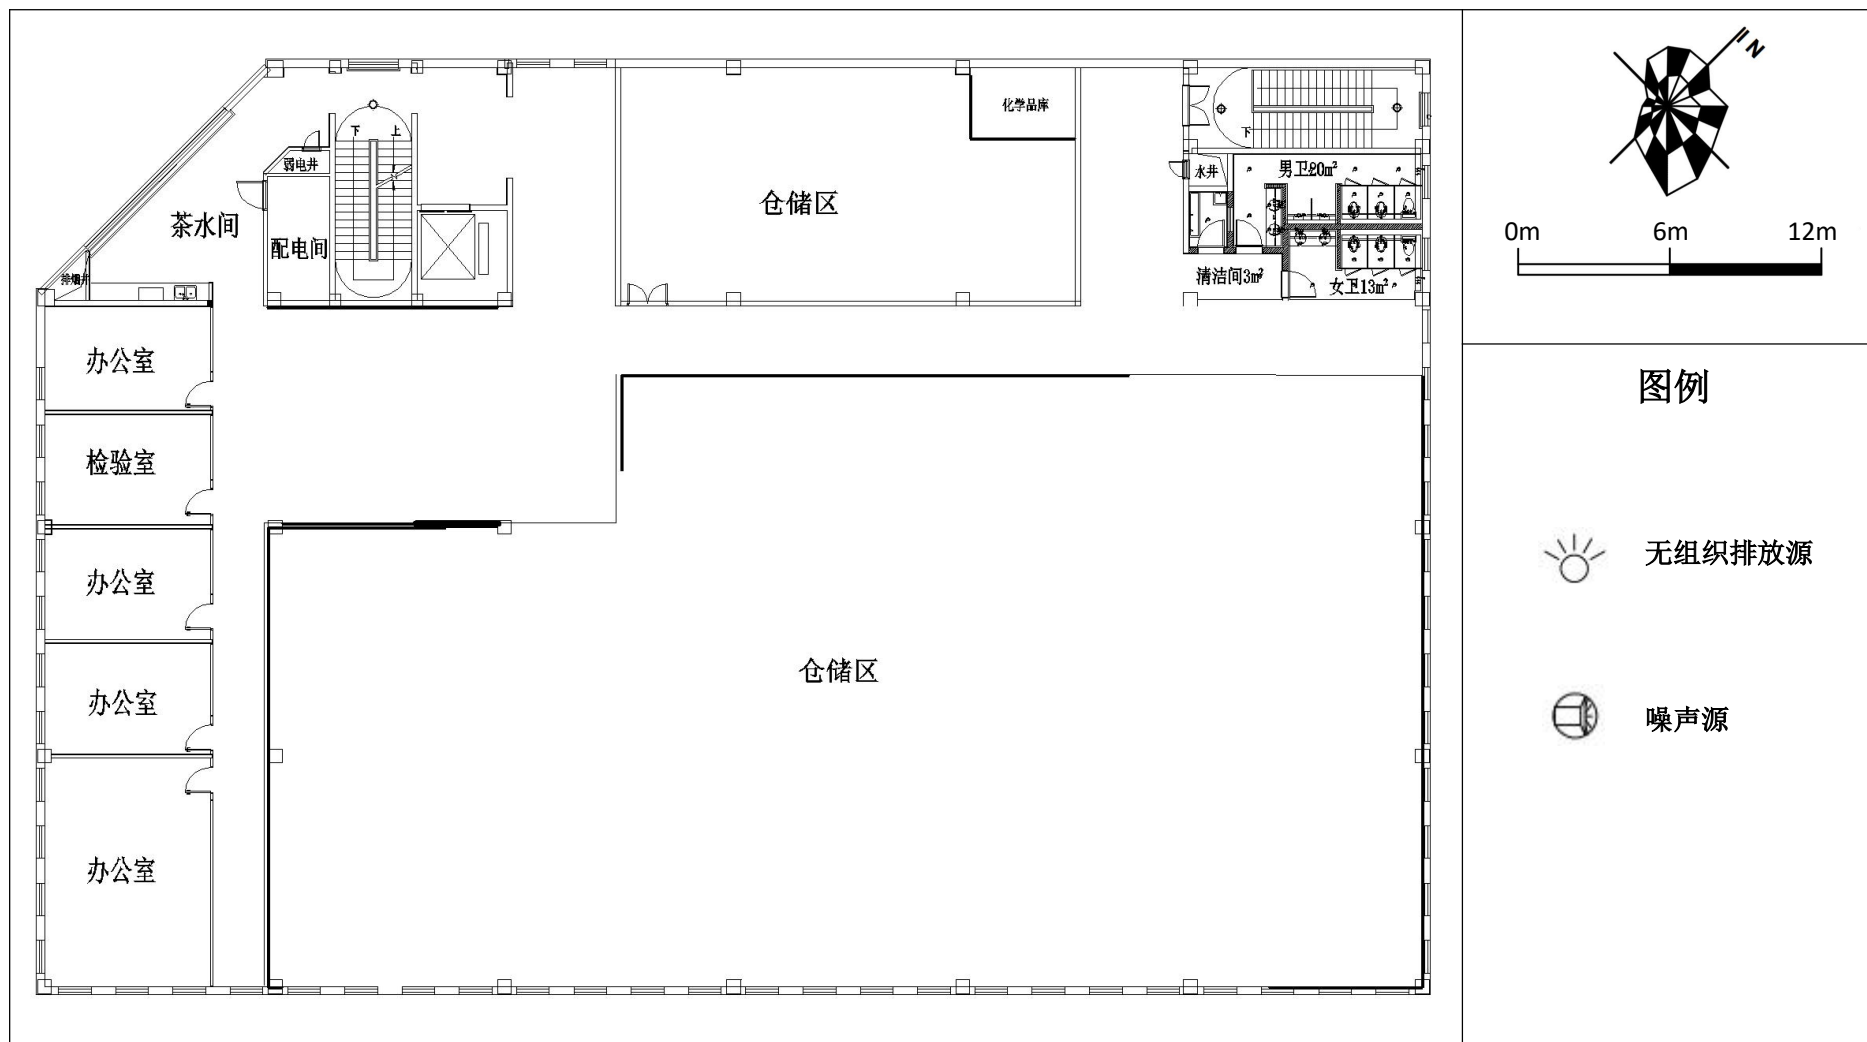 化学品库
下
上
下
弱电井
水井
男卫20m²
仓储区
茶水间
配电间
排烟井
清洁间3m²
女卫13m²
办公室
检验室
办公室
仓储区
办公室
办公室
N
0m
6m
12m
图例
无组织排放源
噪声源